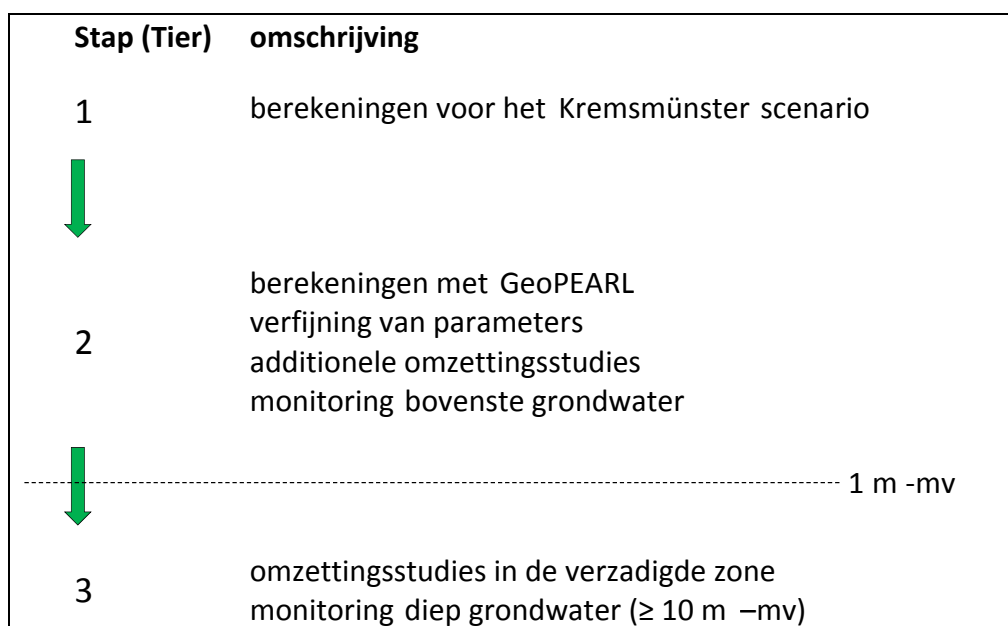 Stap (Tier) omschrijving
1 berekeningen voor het Kremsmünster scenario
berekeningen met GeoPEARL
verfijning van parameters
2
additionele omzettingsstudies
monitoring bovenste grondwater
1 m -mv
omzettingsstudies in de verzadigde zone
3
monitoring diep grondwater (≥ 10 m –mv)